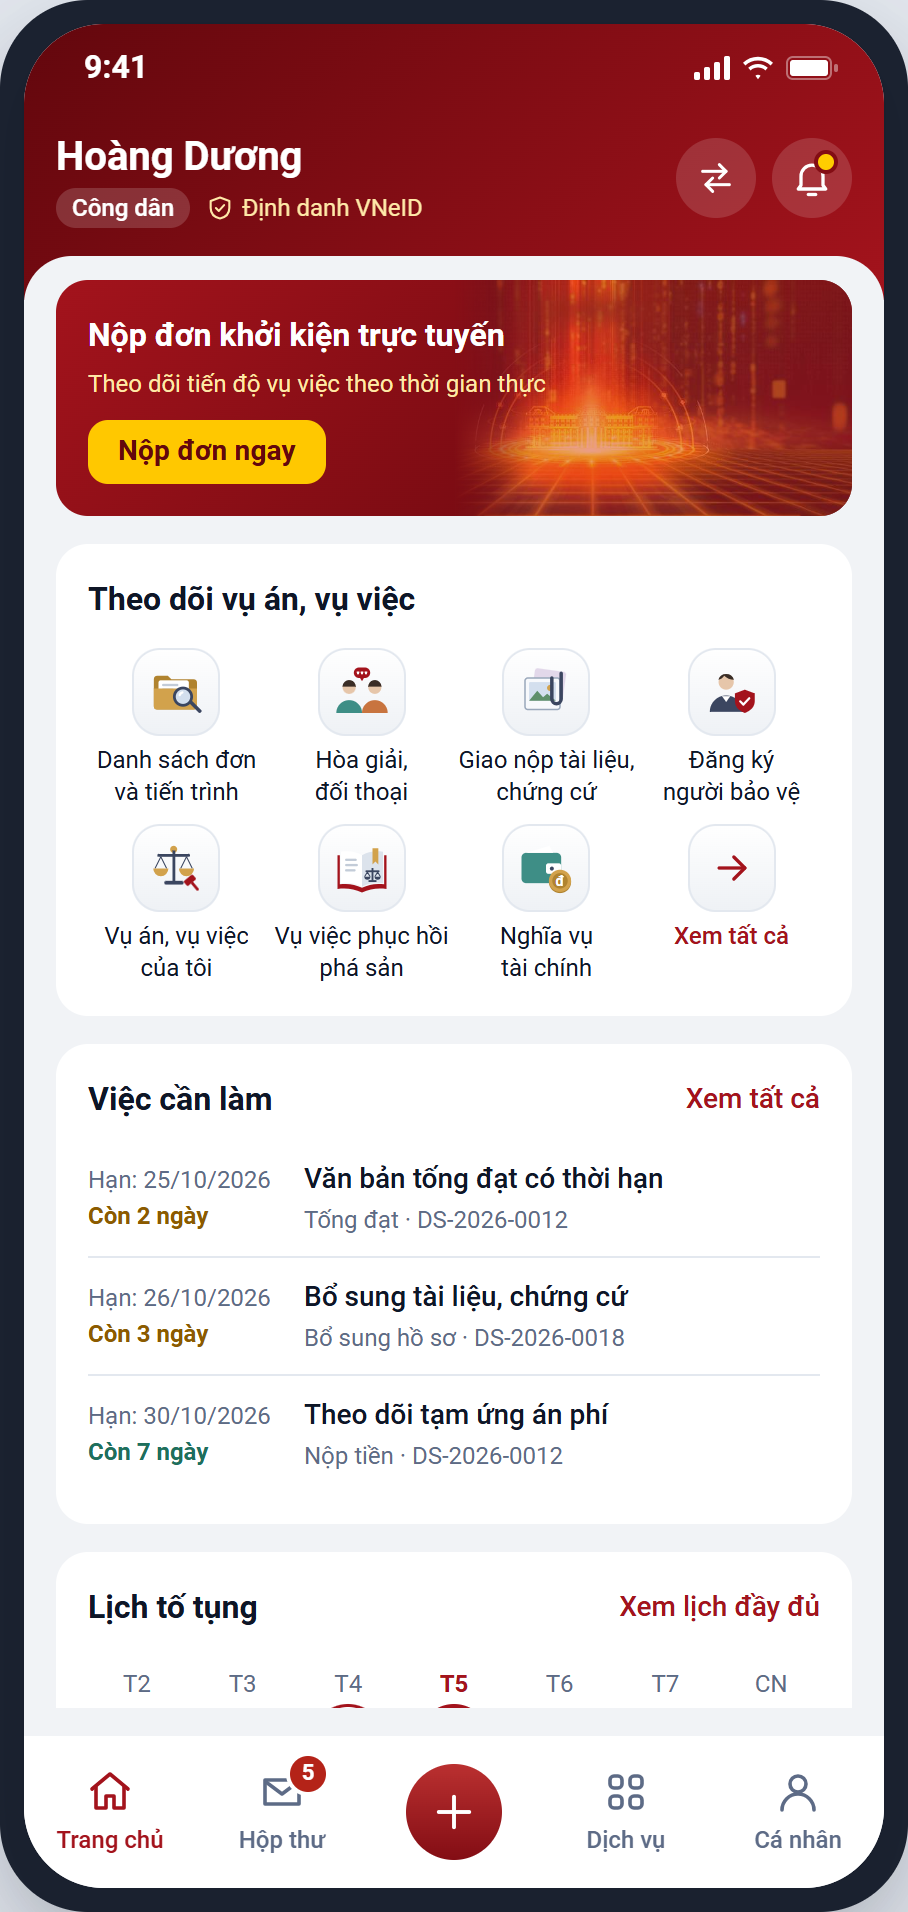 9:41
Hoàng Dương
Công dân
Định danh VNeID
Nộp đơn khởi kiện trực tuyến
Theo dõi tiến độ vụ việc theo thời gian thực
Nộp đơn ngay
Theo dõi vụ án, vụ việc
Danh sách đơn
và tiến trình
Hòa giải,
đối thoại
Giao nộp tài liệu,
chứng cứ
Đăng ký
người bảo vệ
đ
Vụ án, vụ việc
của tôi
Vụ việc phục hồi
phá sản
Nghĩa vụ
tài chính
Xem tất cả
Việc cần làm
Xem tất cả
Hạn: 25/10/2026
Còn 2 ngày
Văn bản tống đạt có thời hạn
Tống đạt · DS-2026-0012
Hạn: 26/10/2026
Còn 3 ngày
Bổ sung tài liệu, chứng cứ
Bổ sung hồ sơ · DS-2026-0018
Hạn: 30/10/2026
Còn 7 ngày
Theo dõi tạm ứng án phí
Nộp tiền · DS-2026-0012
Lịch tố tụng
Xem lịch đầy đủ
T2 T3 T4 T5 T6 T7 CN
Trang chủ
5
Hộp thư
Dịch vụ
Cá nhân